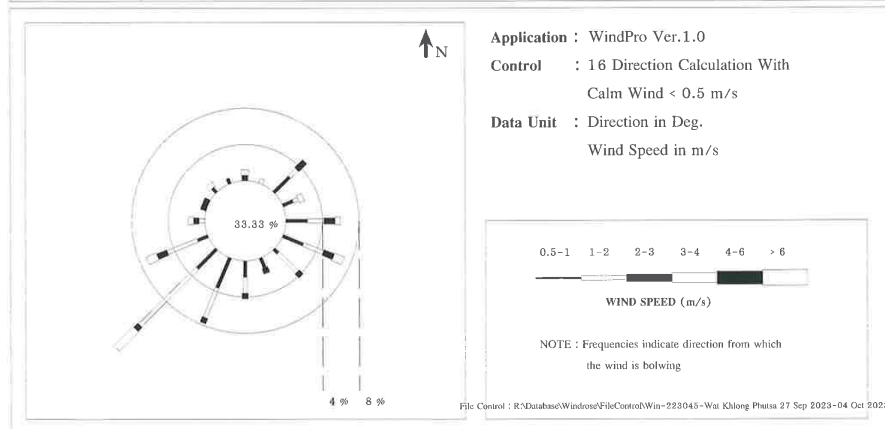 N
Application : WindPro Ver.1.0
Control : 16 Direction Calculation With
Calm Wind < 0.5 m/s
Data Unit : Direction in Deg.
Wind Speed in m/s
33.33 %
0.5-1 1-2 2-3 3-4 4-6 > 6
WIND SPEED (m/s)
NOTE : Frequencies indicate direction from which
the wind is bolwing
4 % 8 %
File Control : R:\Database\Windrose\FileControl\Win-223045-Wat Khlong Phutsa 27 Sep 2023-04 Oct 2023